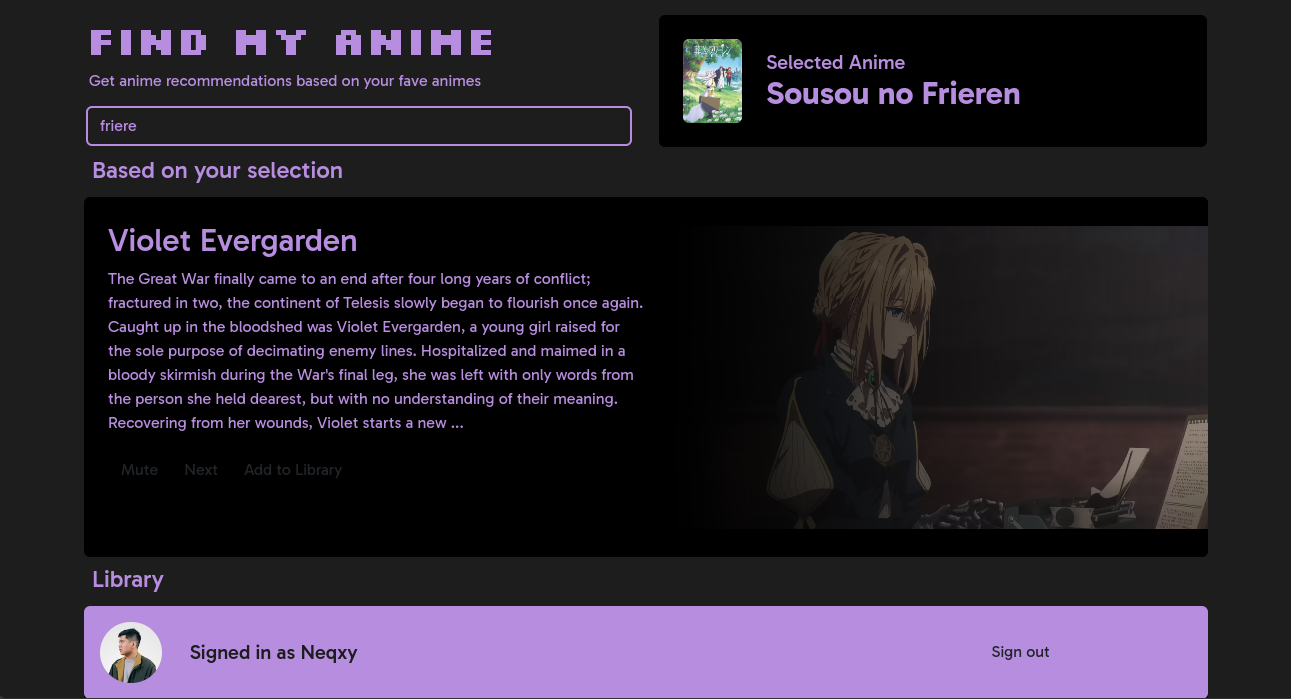 FIND MY ANIME
Get anime recommendations based on your fave animes
friere
Selected Anime
Sousou no Frieren
Based on your selection
Violet Evergarden
The Great War finally came to an end after four long years of conflict;
fractured in two, the continent of Telesis slowly began to flourish once again.
Caught up in the bloodshed was Violet Evergarden, a young girl raised for
the sole purpose of decimating enemy lines. Hospitalized and maimed in a
bloody skirmish during the War's final leg, she was left with only words from
the person she held dearest, but with no understanding of their meaning.
Recovering from her wounds, Violet starts a new ...
Mute Next Add to Library
Library
Signed in as Neqxy
Sign out